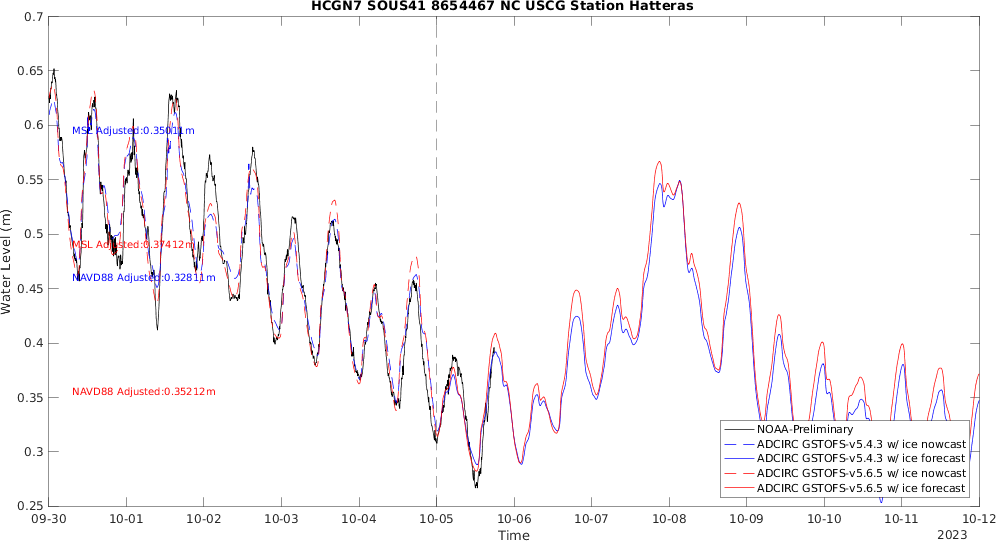 HCGN7 SOUS41 8654467 NC USCG Station Hatteras
0.7
0.65
0.6
0.55
0.5
0.45
0.4
0.35
0.3
0.25
Water Level (m)
MSL Adjusted:0.35011m
MSL Adjusted:0.37412m
NAVD88 Adjusted:0.32811m
NAVD88 Adjusted:0.35212m
NOAA-Preliminary
ADCIRC GSTOFS-v5.4.3 w/ ice nowcast
ADCIRC GSTOFS-v5.4.3 w/ ice forecast
ADCIRC GSTOFS-v5.6.5 w/ ice nowcast
ADCIRC GSTOFS-v5.6.5 w/ ice forecast
09-30 10-01 10-02 10-03 10-04 10-05 10-06 10-07 10-08 10-09 10-10 10-11 10-12
Time
2023